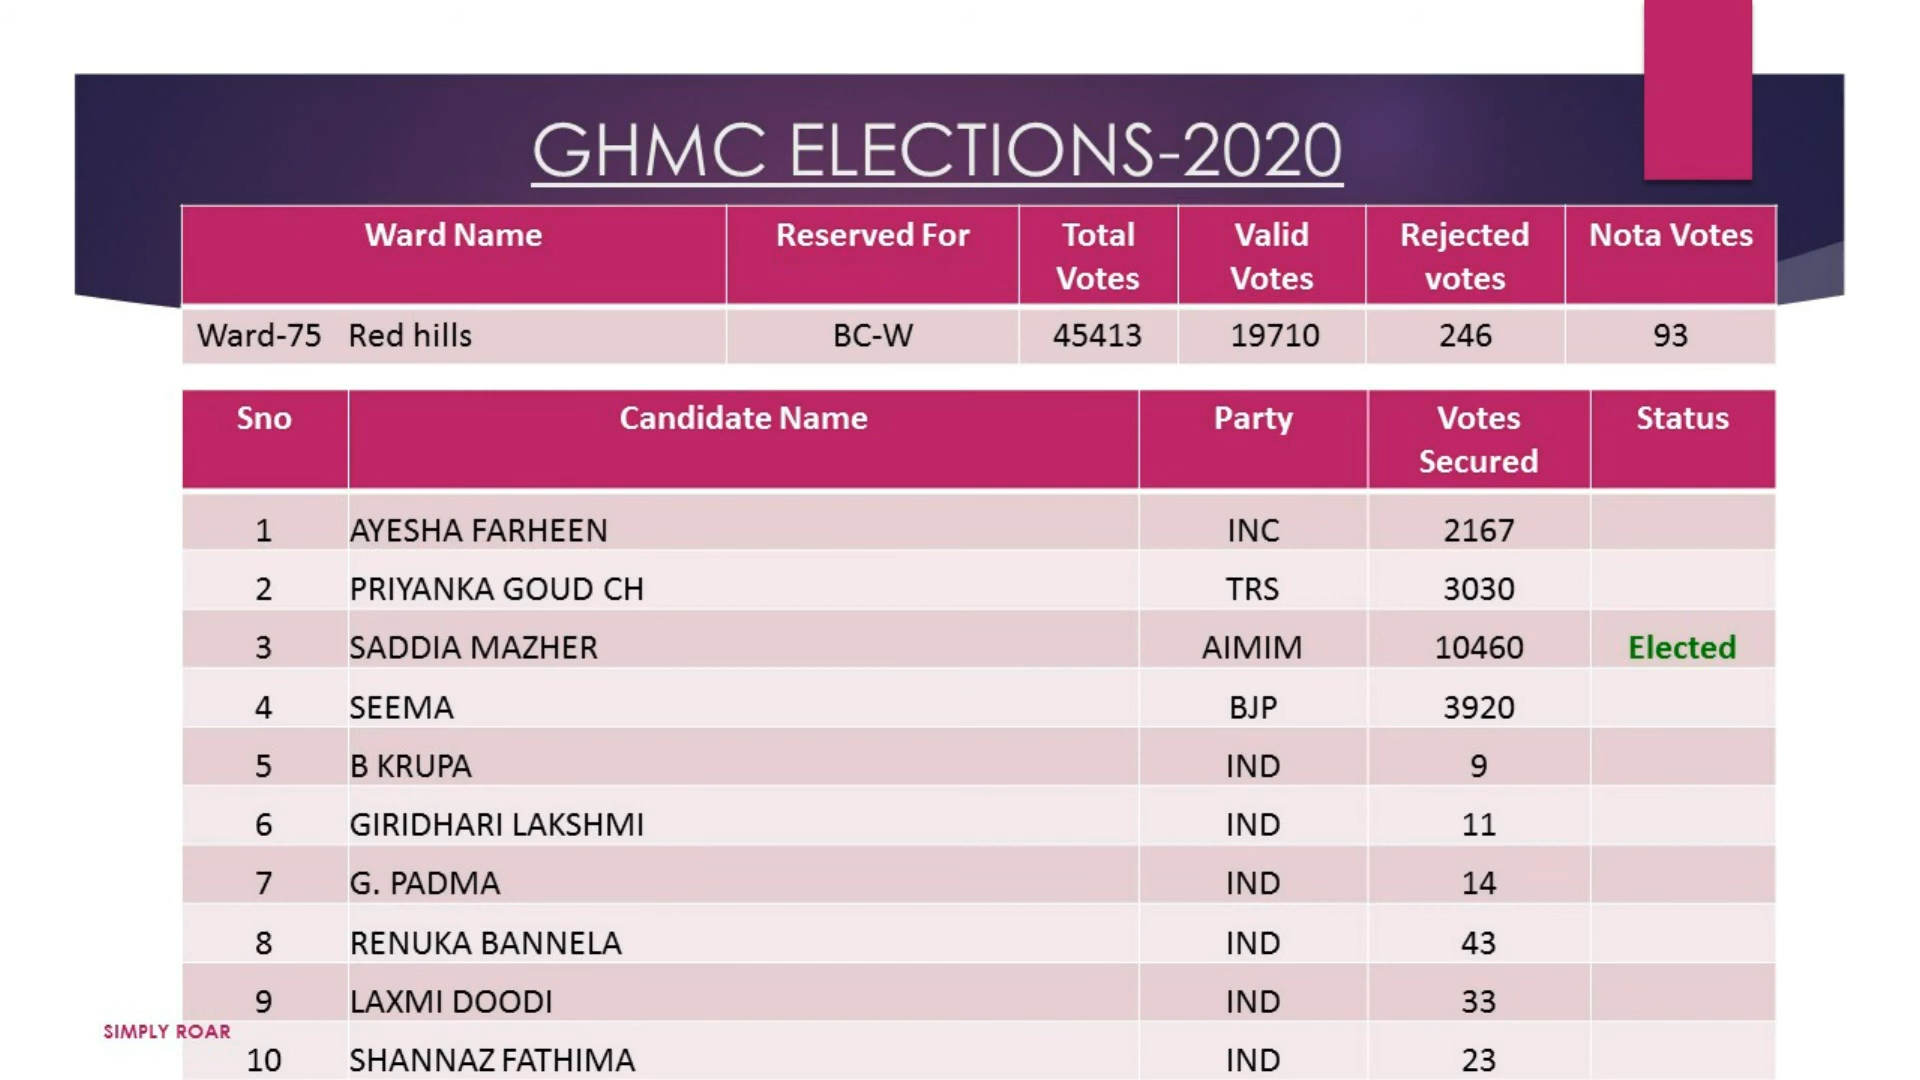 GHMC ELECTIONS-2020
Ward Name Reserved For Total Votes Valid Votes Rejected votes Nota Votes
Ward-75 Red hills BC-W 45413 19710 246 93
Sno Candidate Name Party Votes Secured Status
1 AYESHA FARHEEN INC 2167
2 PRIYANKA GOUD CH TRS 3030
3 SADDIA MAZHER AIMIM 10460 Elected
4 SEEMA BJP 3920
5 B KRUPA IND 9
6 GIRIDHARI LAKSHMI IND 11
7 G. PADMA IND 14
8 RENUKA BANNELA IND 43
9 LAXMI DOODI IND 33
SIMPLY ROAR
10 SHANNAZ FATHIMA IND 23